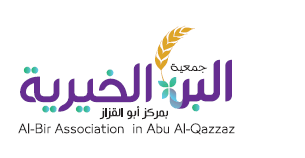 جمعية
البر الخيرية
بمركز أبو القزاز
Al-Bir Association in Abu Al-Qazzaz